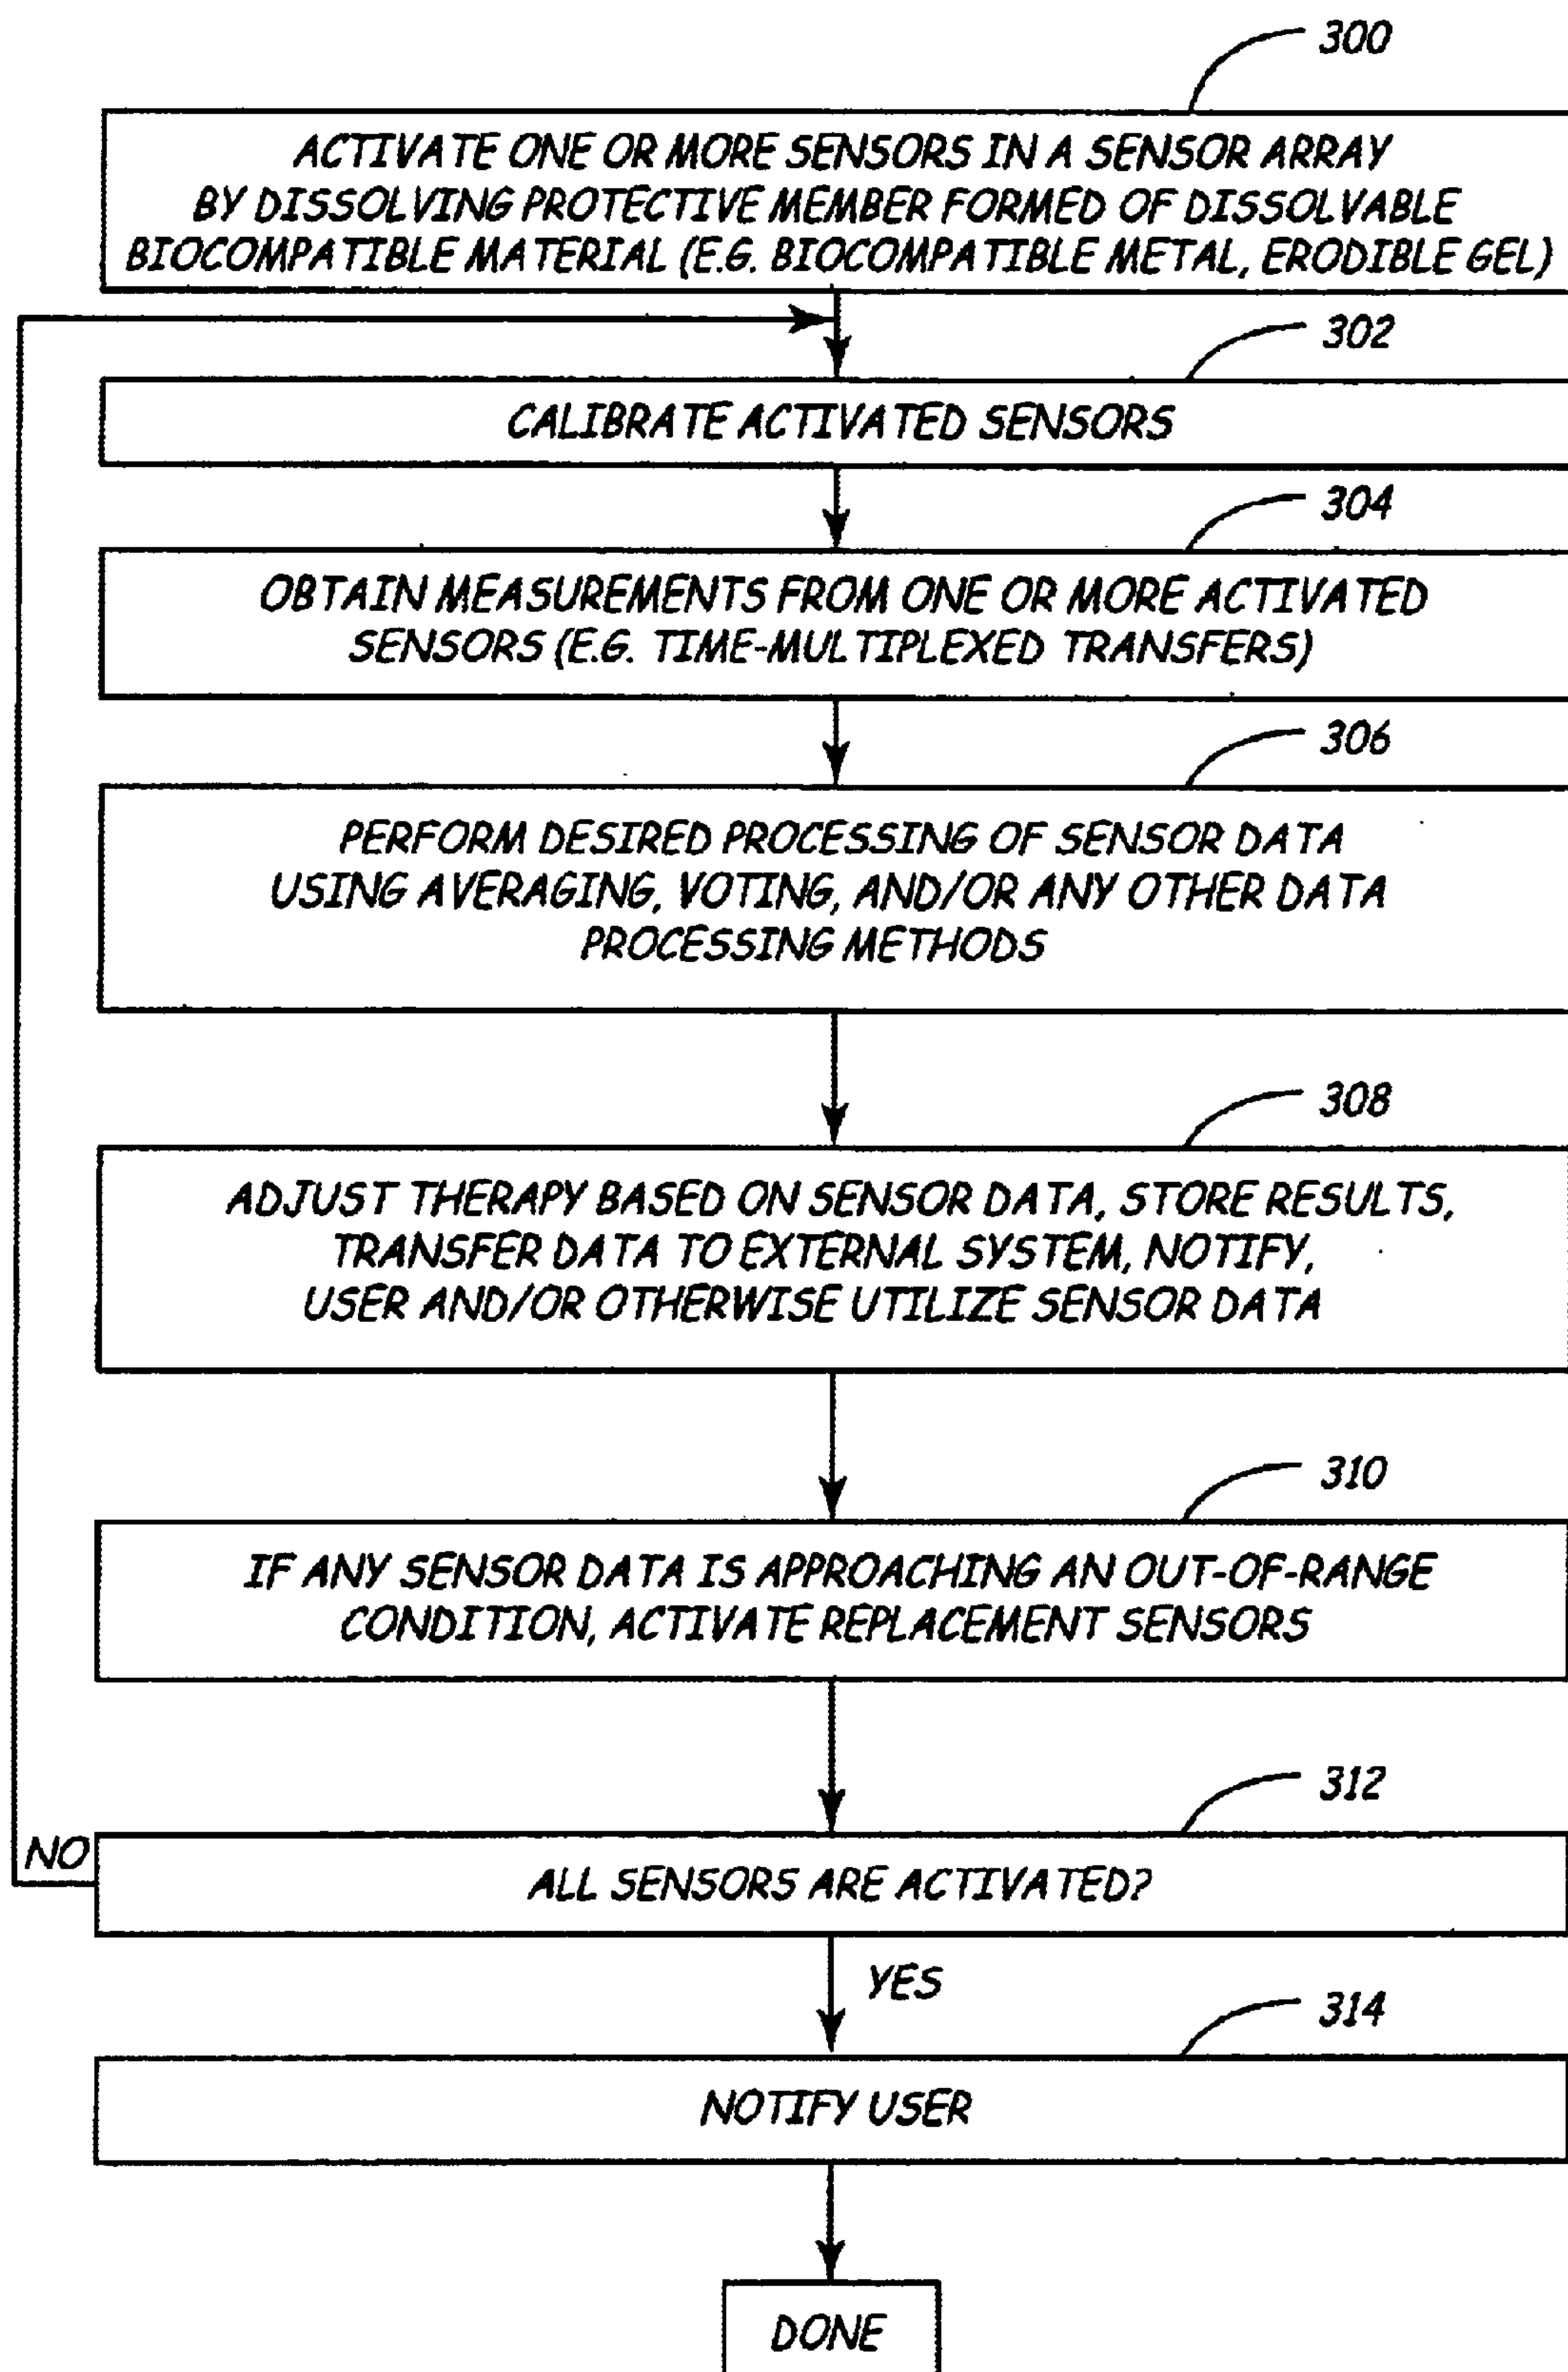 300
ACTIVATE ONE OR MORE SENSORS IN A SENSOR ARRAY
BY DISSOLVING PROTECTIVE MEMBER FORMED OF DISSOLVABLE
BIOCOMPATIBLE MATERIAL (E.G. BIOCOMPATIBLE METAL, ERODIBLE GEL)
302
CALIBRATE ACTIVATED SENSORS
304
OBTAIN MEASUREMENTS FROM ONE OR MORE ACTIVATED
SENSORS (E.G. TIME-MULTIPLEXED TRANSFERS)
306
PERFORM DESIRED PROCESSING OF SENSOR DATA
USING AVERAGING, VOTING, AND/OR ANY OTHER DATA
PROCESSING METHODS
308
ADJUST THERAPY BASED ON SENSOR DATA, STORE RESULTS,
TRANSFER DATA TO EXTERNAL SYSTEM, NOTIFY,
USER AND/OR OTHERWISE UTILIZE SENSOR DATA
310
IF ANY SENSOR DATA IS APPROACHING AN OUT-OF-RANGE
CONDITION, ACTIVATE REPLACEMENT SENSORS
312
NO
ALL SENSORS ARE ACTIVATED?
YES
314
NOTIFY USER
DONE